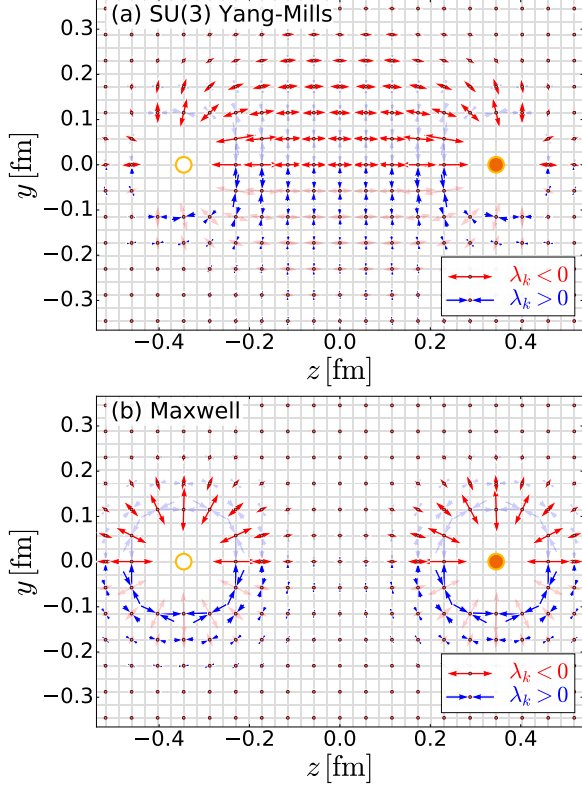 (a) SU(3) Yang-Mills
0.3
0.2
0.1
0.0
−0.1
−0.2
−0.3
y [fm]
λₖ < 0
λₖ > 0
−0.4 −0.2 0.0 0.2 0.4
z [fm]
(b) Maxwell
0.3
0.2
0.1
0.0
−0.1
−0.2
−0.3
y [fm]
λₖ < 0
λₖ > 0
−0.4 −0.2 0.0 0.2 0.4
z [fm]